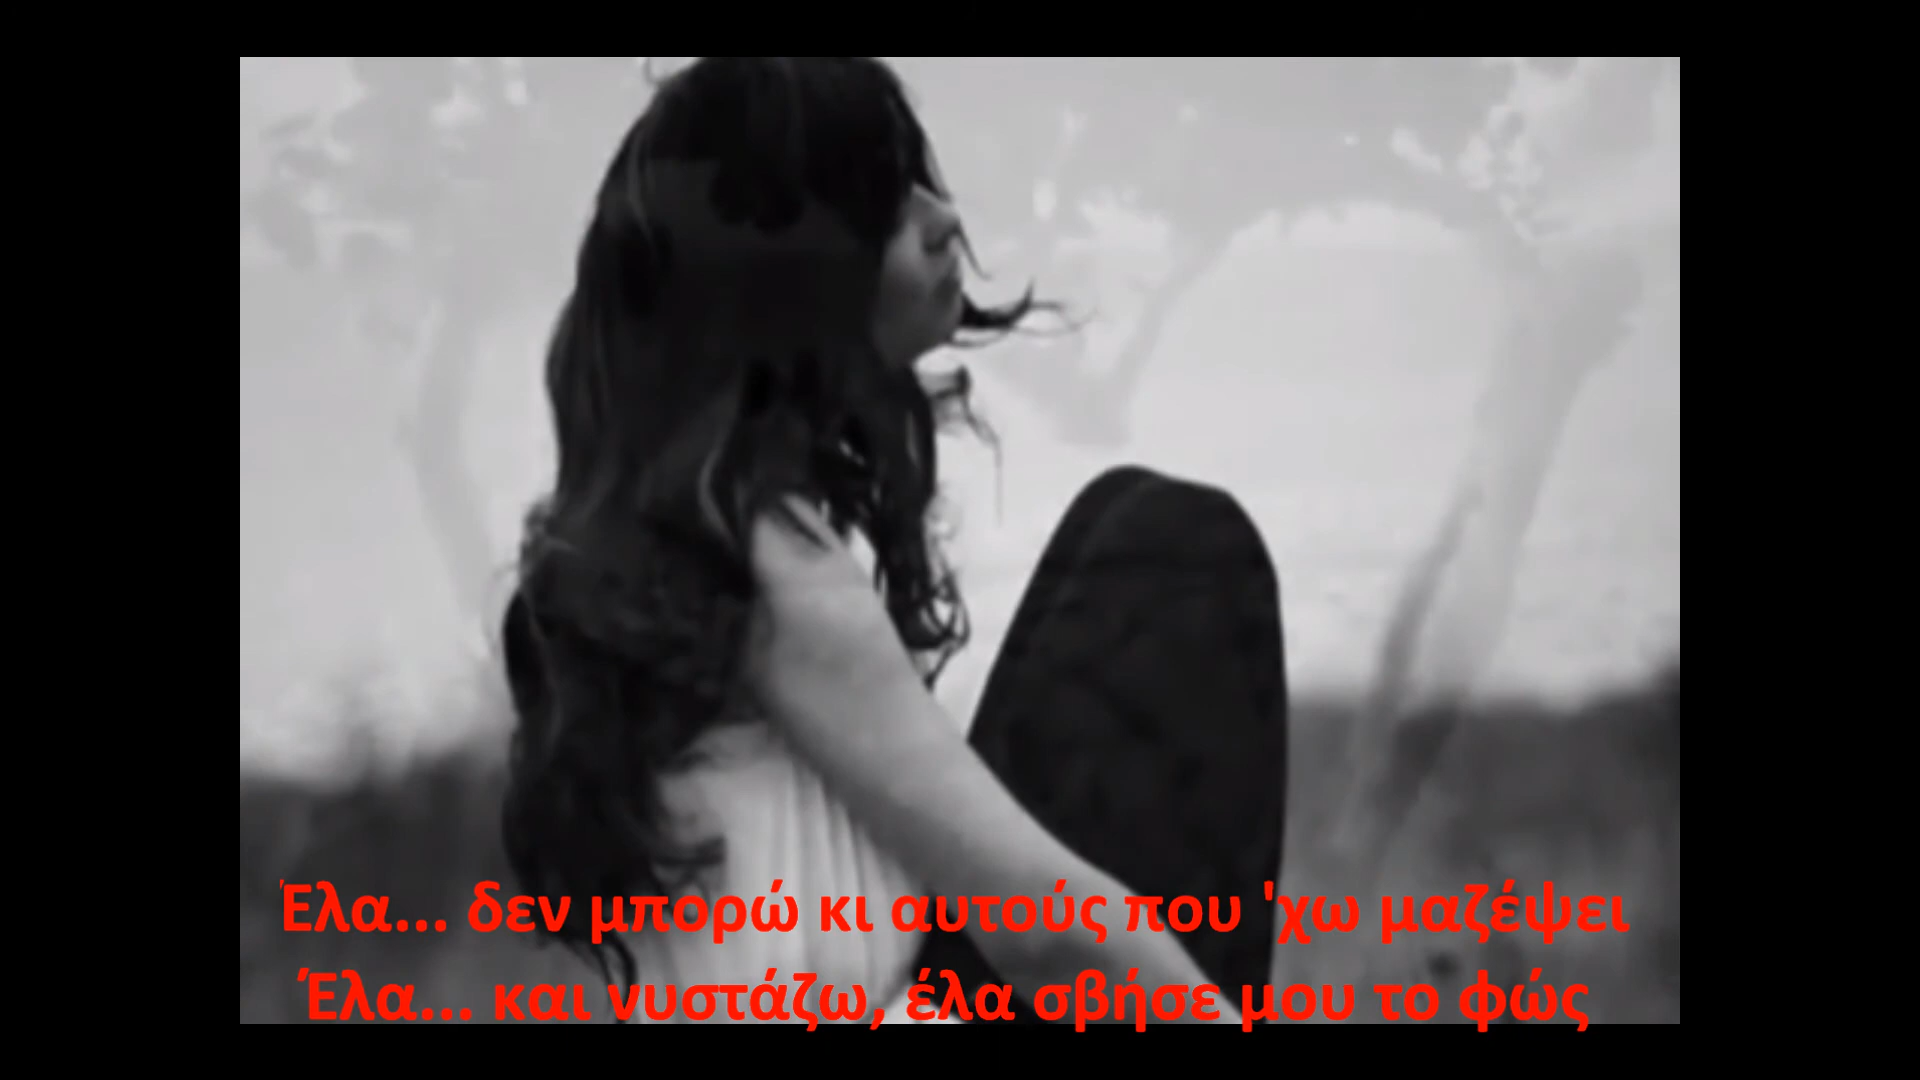 Έλα... δεν μπορώ κι αυτούς που 'χω μαζέψει
Έλα... και νυστάζω, έλα σβήσε μου το φώς